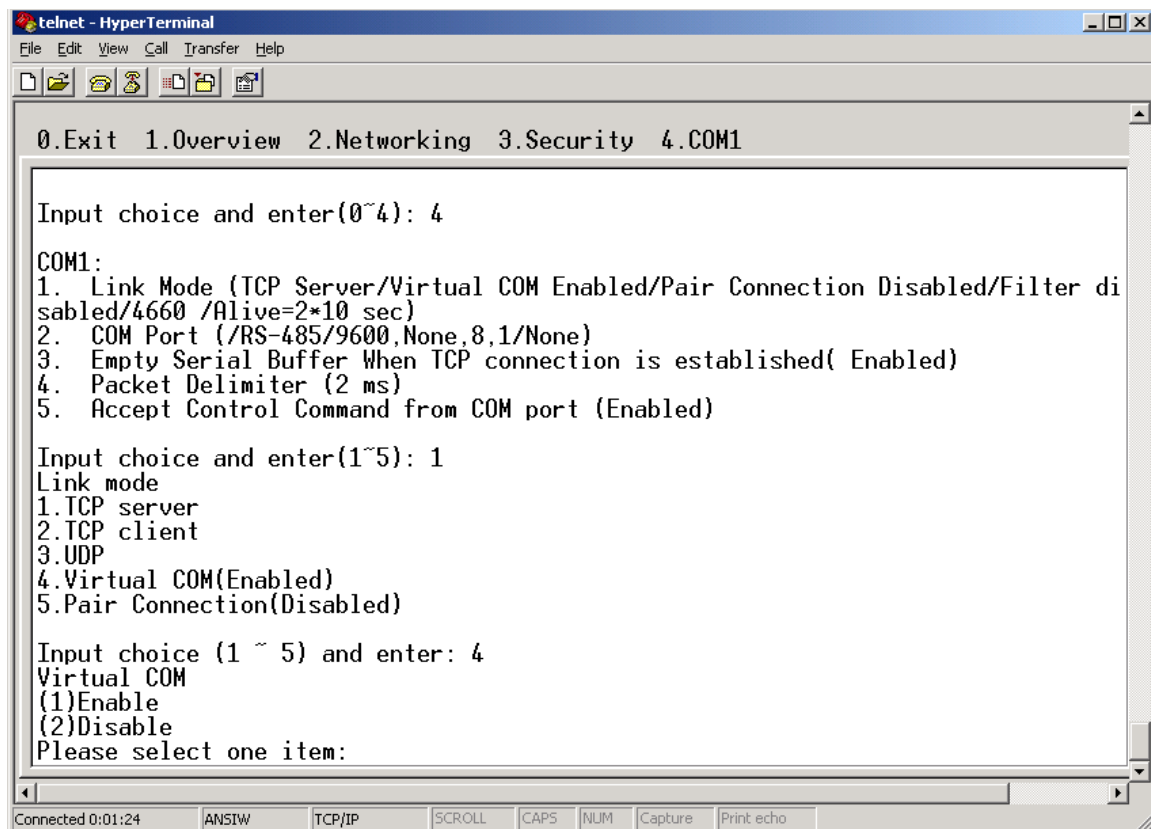 telnet - HyperTerminal
File Edit View Call Transfer Help
0.Exit 1.Overview 2.Networking 3.Security 4.COM1
Input choice and enter(0~4): 4
COM1:
1. Link Mode (TCP Server/Virtual COM Enabled/Pair Connection Disabled/Filter di
sabled/4660 /Alive=2*10 sec)
2. COM Port (/RS-485/9600,None,8,1/None)
3. Empty Serial Buffer When TCP connection is established( Enabled)
4. Packet Delimiter (2 ms)
5. Accept Control Command from COM port (Enabled)
Input choice and enter(1~5): 1
Link mode
1.TCP server
2.TCP client
3.UDP
4.Virtual COM(Enabled)
5.Pair Connection(Disabled)
Input choice (1 ~ 5) and enter: 4
Virtual COM
(1)Enable
(2)Disable
Please select one item:
Connected 0:01:24 ANSIW TCP/IP SCROLL CAPS NUM Capture Print echo